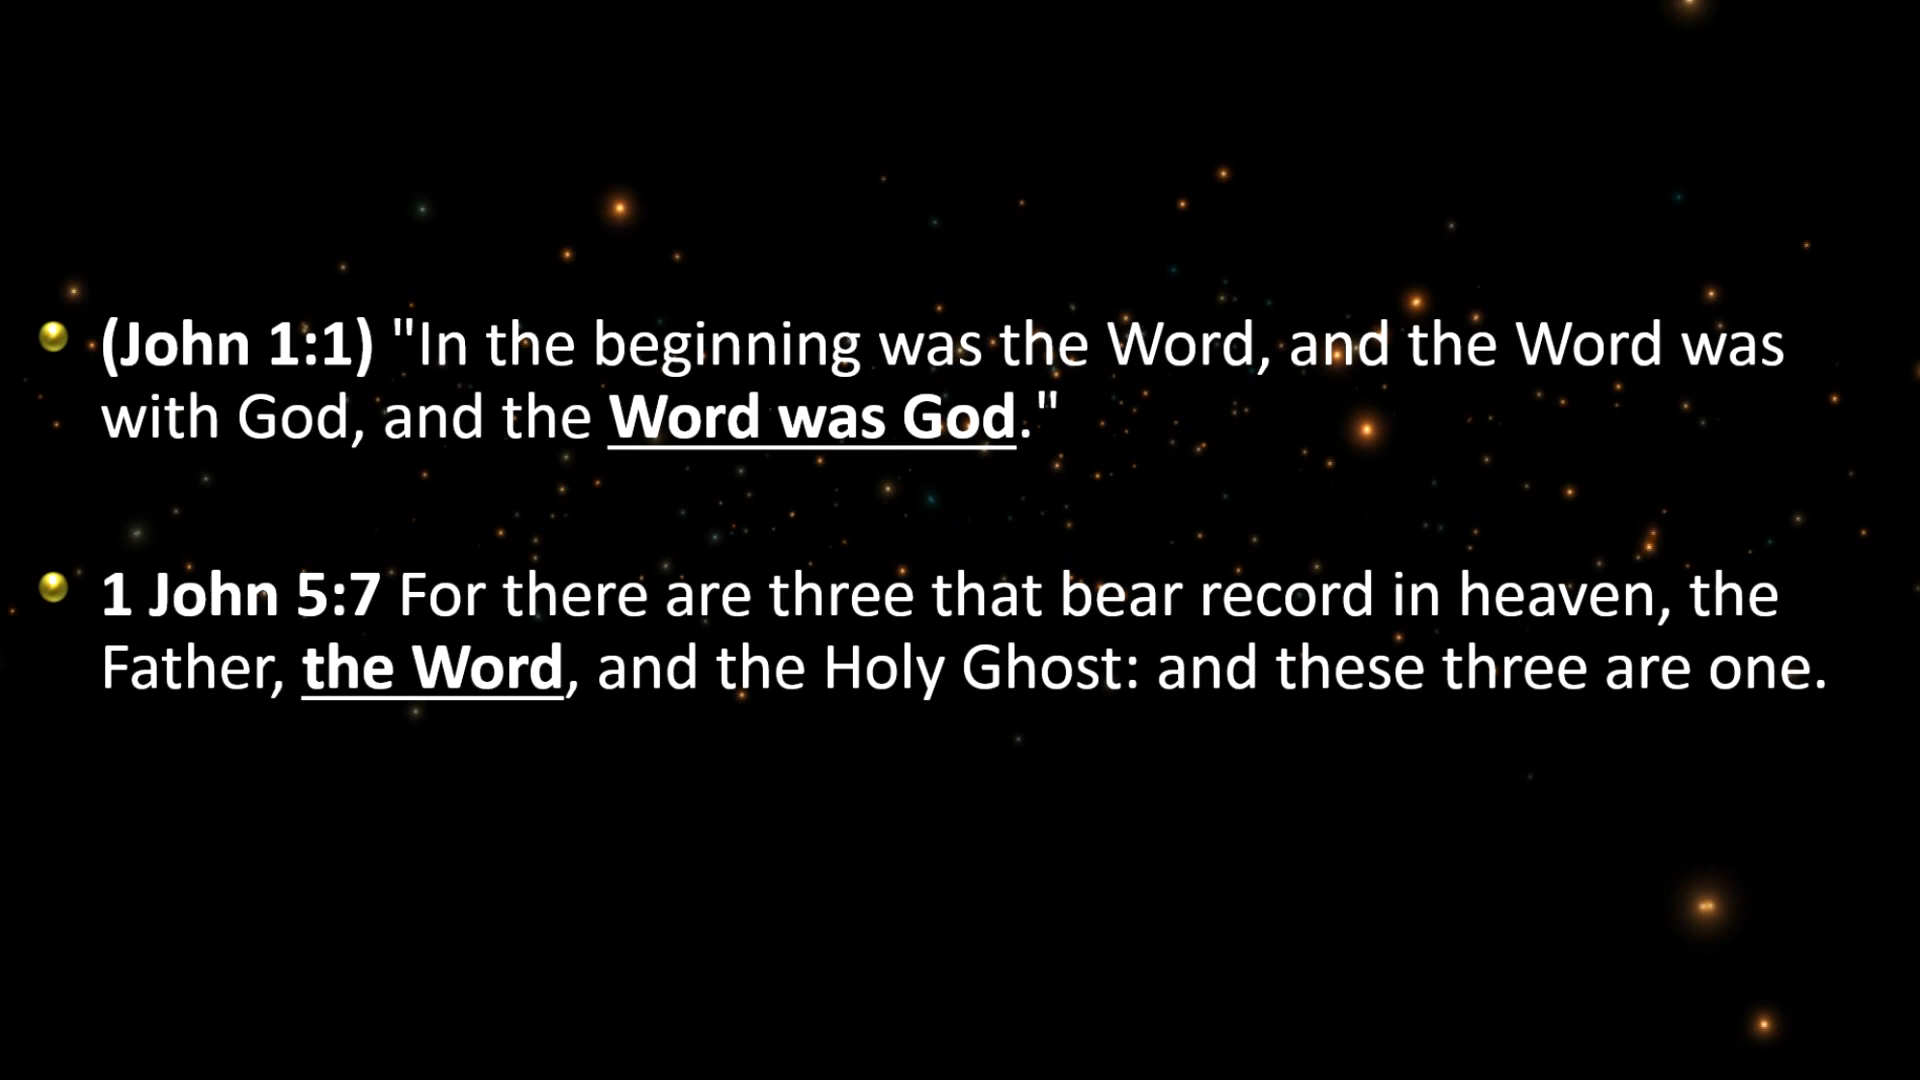 (John 1:1) "In the beginning was the Word, and the Word was
with God, and the Word was God."
1 John 5:7 For there are three that bear record in heaven, the
Father, the Word, and the Holy Ghost: and these three are one.